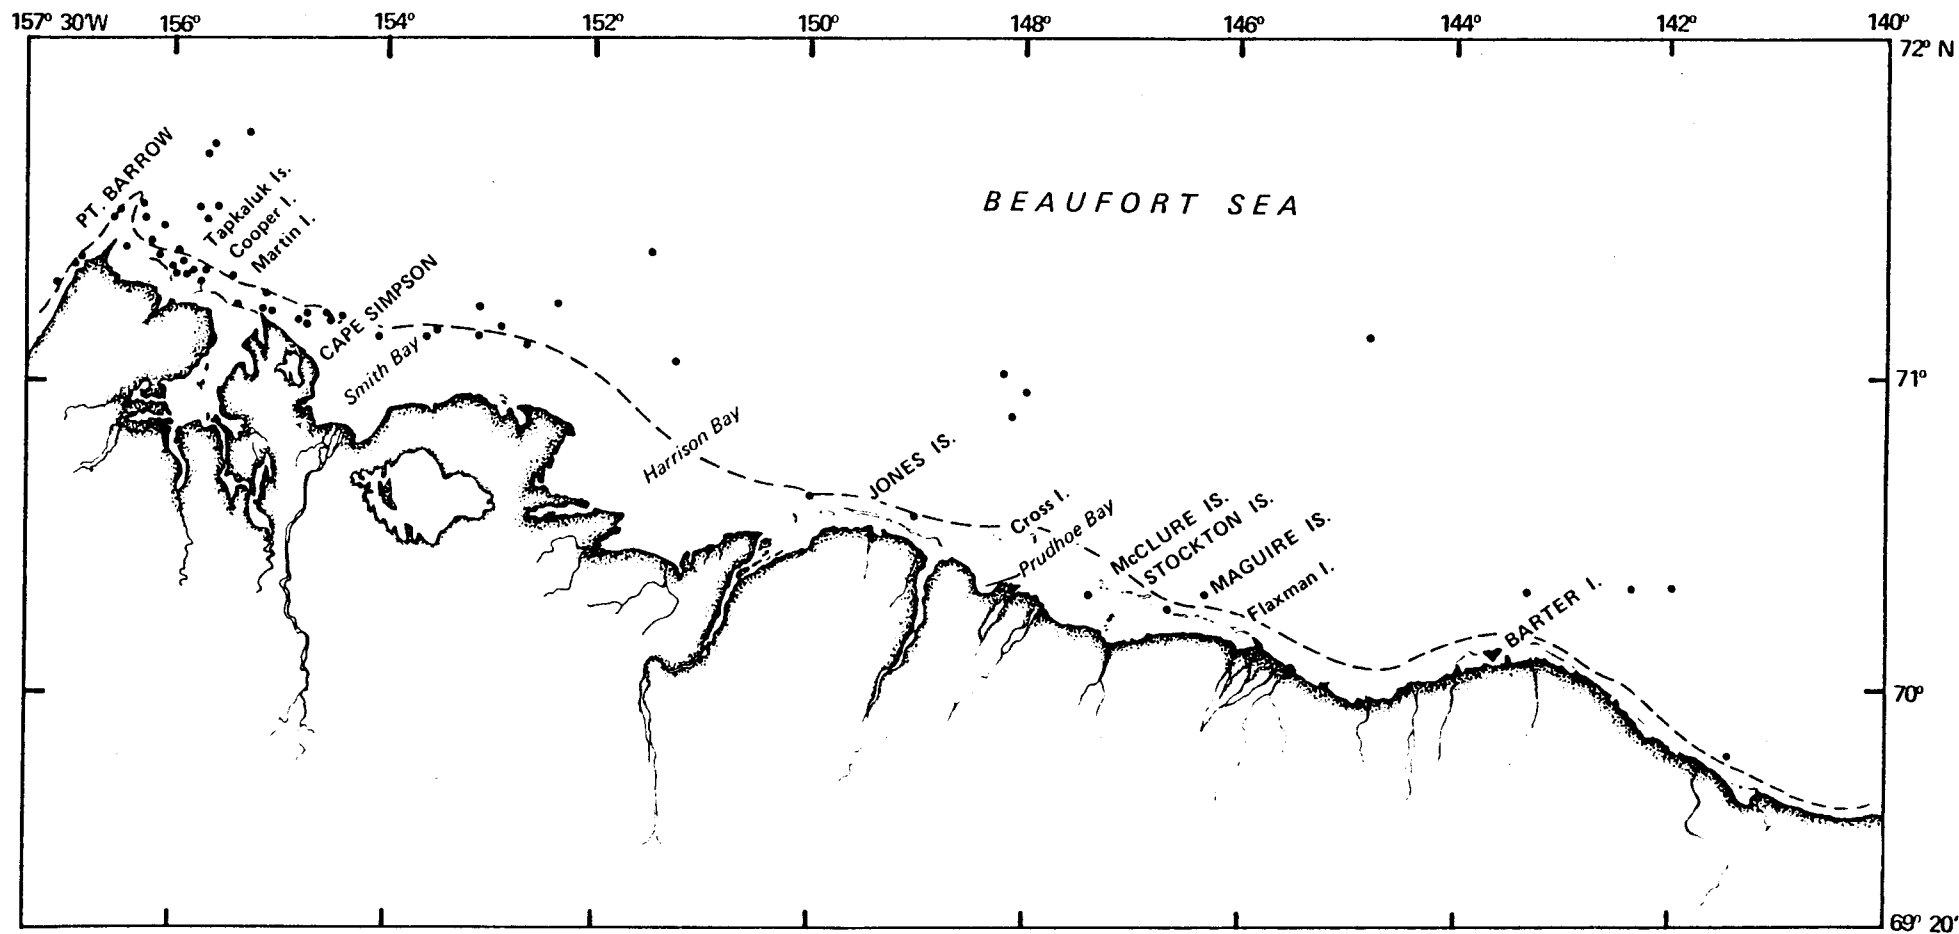 157° 30'W 156° 154° 152° 150° 148° 146° 144° 142° 140°
72° N
PT. BARROW
Tapkaluk Is.
Cooper I.
Martin I.
BEAUFORT SEA
CAPE SIMPSON
Smith Bay
71°
Harrison Bay
JONES IS.
Cross I.
Prudhoe Bay
McCLURE IS.
STOCKTON IS.
MAGUIRE IS.
Flaxman I.
BARTER I.
70°
69° 20'